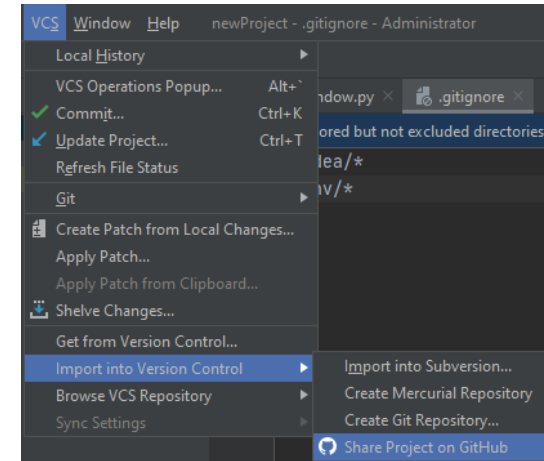 VCS Window Help newProject - .gitignore - Administrator
Local History
VCS Operations Popup... Alt+`
ndow.py .gitignore
Commit... Ctrl+K
Update Project... Ctrl+T
ored but not excluded directories
Refresh File Status
dea/*
Git
nv/*
Create Patch from Local Changes...
Apply Patch...
Apply Patch from Clipboard...
Shelve Changes...
Get from Version Control...
Import into Version Control
Import into Subversion...
Browse VCS Repository
Create Mercurial Repository
Sync Settings
Create Git Repository...
Share Project on GitHub